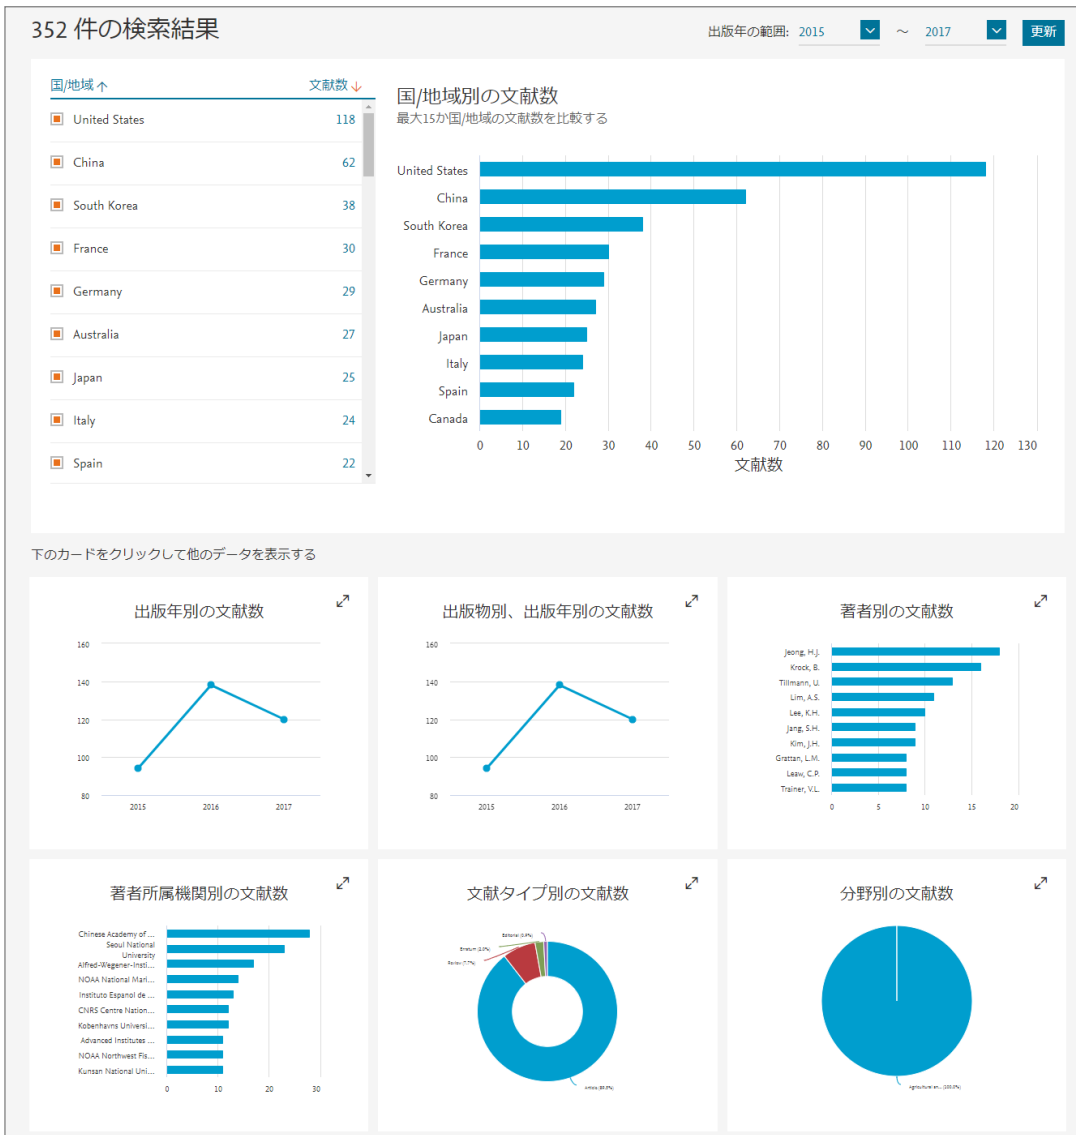 352 件の検索結果
出版年の範囲: 2015 ～ 2017 更新
国/地域 文献数
United States 118
China 62
South Korea 38
France 30
Germany 29
Australia 27
Japan 25
Italy 24
Spain 22
国/地域別の文献数
最大15か国/地域の文献数を比較する
United States
China
South Korea
France
Germany
Australia
Japan
Italy
Spain
Canada
0 10 20 30 40 50 60 70 80 90 100 110 120 130
文献数
下のカードをクリックして他のデータを表示する
出版年別の文献数
160
140
120
100
80
2015 2016 2017
出版物別、出版年別の文献数
160
140
120
100
80
2015 2016 2017
著者別の文献数
Jeong, H.J.
Krock, B.
Tillmann, U.
Lim, A.S.
Lee, K.H.
Jang, S.H.
Kim, J.H.
Grattan, L.M.
Leaw, C.P.
Trainer, V.L.
0 5 10 15 20
著者所属機関別の文献数
Chinese Academy of ...
Seoul National
University
Alfred-Wegener-Insti...
NOAA National Mari...
Instituto Espanol de ...
CNRS Centre Nation...
Kobenhavns Universi...
Advanced Institutes ...
NOAA Northwest Fis...
Kunsan National Uni...
0 10 20 30
文献タイプ別の文献数
Editorial
Erratum
Review
Article
分野別の文献数
Agricultural an... (100.0%)